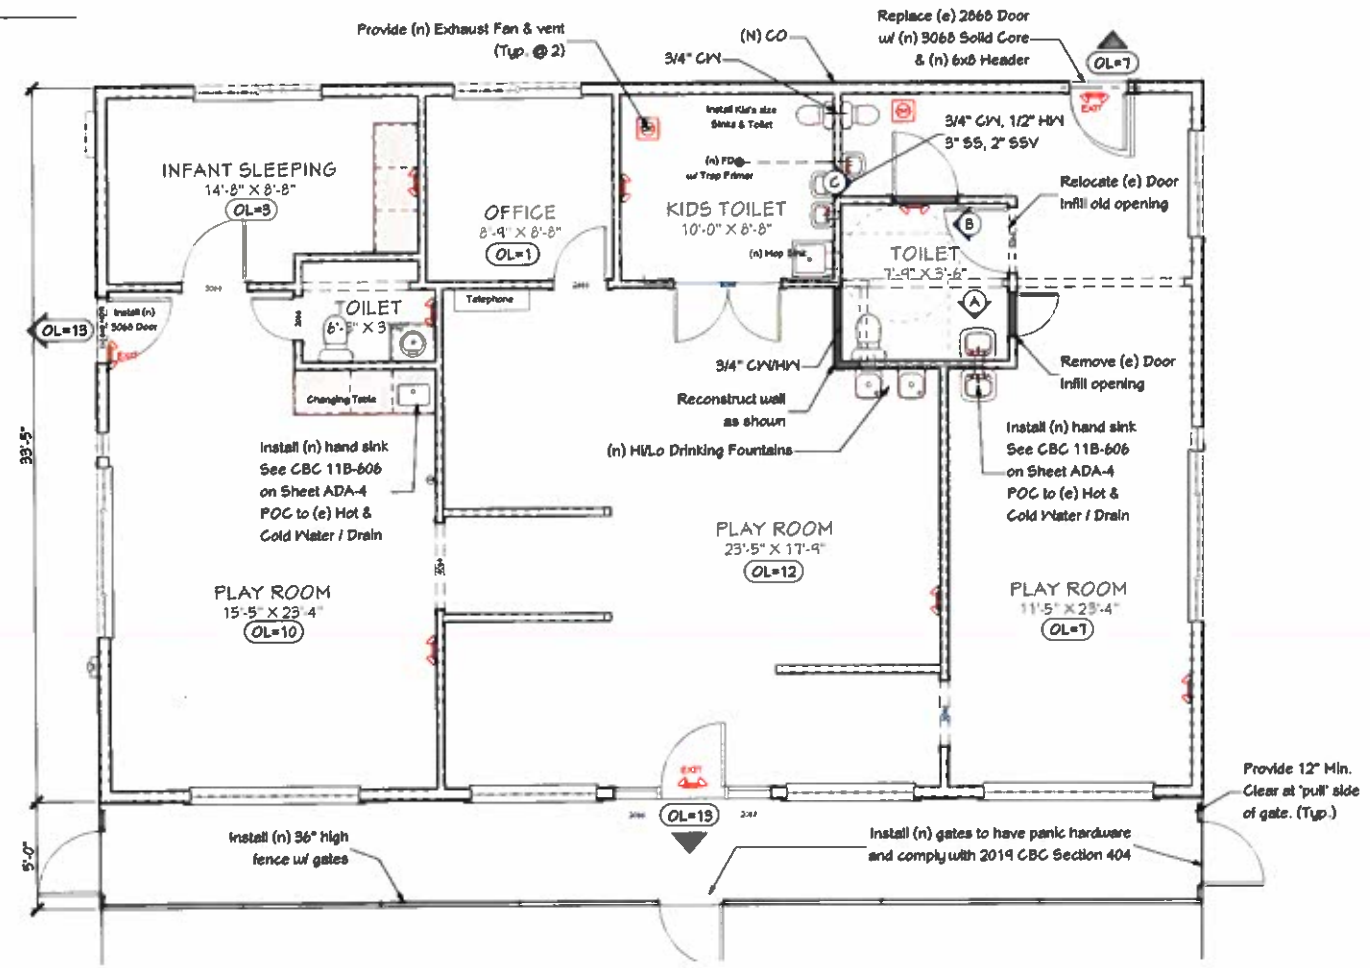 Provide (n) Exhaust Fan & vent
(Typ. @ 2)
(N) CO
3/4" CW
Replace (e) 2868 Door
w/ (n) 3068 Solid Core
& (n) 6x8 Header
OL=7
EXIT
Install Kid's size
Sinks & Toilet
3/4" CW, 1/2" HW
3" SS, 2" SSV
(n) FD
w/ Trap Primer
C
INFANT SLEEPING
14'-8" X 8'-8"
OL=3
OFFICE
8'-9" X 8'-8"
OL=1
KIDS TOILET
10'-0" X 8'-8"
(n) Mop Sink
Relocate (e) Door
Infill old opening
B
TOILET
7'-9" X 3'-6"
A
Telephone
Install (n)
3068 Door
OL=13
EXIT
TOILET
Changing Table
3/4" CW/HW
Reconstruct wall
as shown
(n) Hi/Lo Drinking Fountains
Remove (e) Door
Infill opening
Install (n) hand sink
See CBC 11B-606
on Sheet ADA-4
POC to (e) Hot &
Cold Water / Drain
Install (n) hand sink
See CBC 11B-606
on Sheet ADA-4
POC to (e) Hot &
Cold Water / Drain
33'-5"
PLAY ROOM
15'-5" X 23'-4"
OL=10
PLAY ROOM
23'-5" X 17'-9"
OL=12
PLAY ROOM
11'-5" X 23'-4"
OL=7
EXIT
OL=13
Provide 12" Min.
Clear at 'pull' side
of gate. (Typ.)
5'-0"
Install (n) 36" high
fence w/ gates
Install (n) gates to have panic hardware
and comply with 2019 CBC Section 404